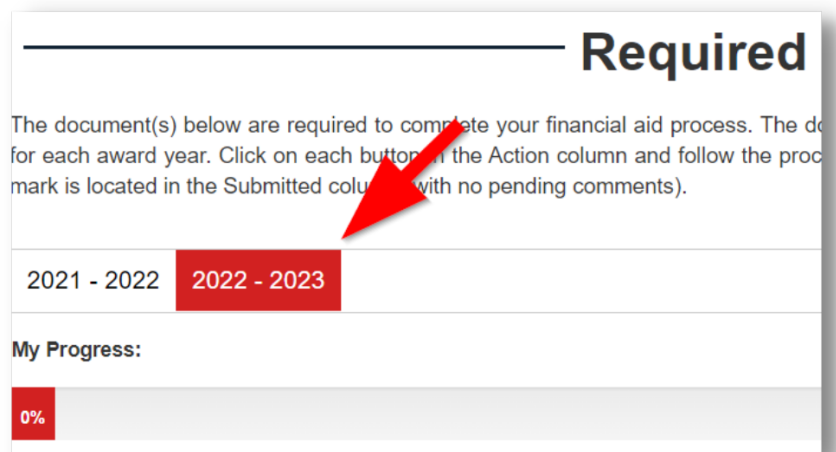 Required
The document(s) below are required to complete your financial aid process. The
for each award year. Click on each button the Action column and follow the
mark is located in the Submitted with no pending comments).
2021 - 2022 2022 - 2023
My Progress:
0%